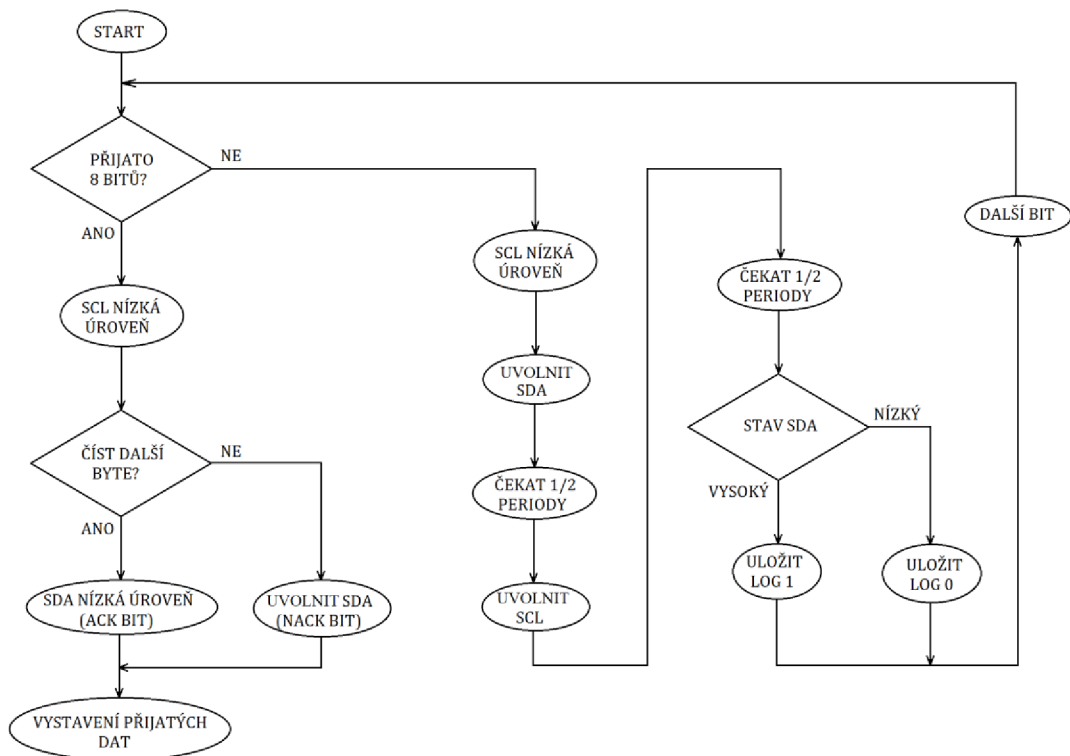 START
PŘIJATO
8 BITŮ?
NE
ANO
SCL NÍZKÁ
ÚROVEŇ
ČÍST DALŠÍ
BYTE?
NE
ANO
SDA NÍZKÁ ÚROVEŇ
(ACK BIT)
UVOLNIT SDA
(NACK BIT)
VYSTAVENÍ PŘIJATÝCH
DAT
SCL NÍZKÁ
ÚROVEŇ
UVOLNIT
SDA
ČEKAT 1/2
PERIODY
UVOLNIT
SCL
ČEKAT 1/2
PERIODY
STAV SDA
NÍZKÝ
VYSOKÝ
ULOŽIT
LOG 1
ULOŽIT
LOG 0
DALŠÍ BIT